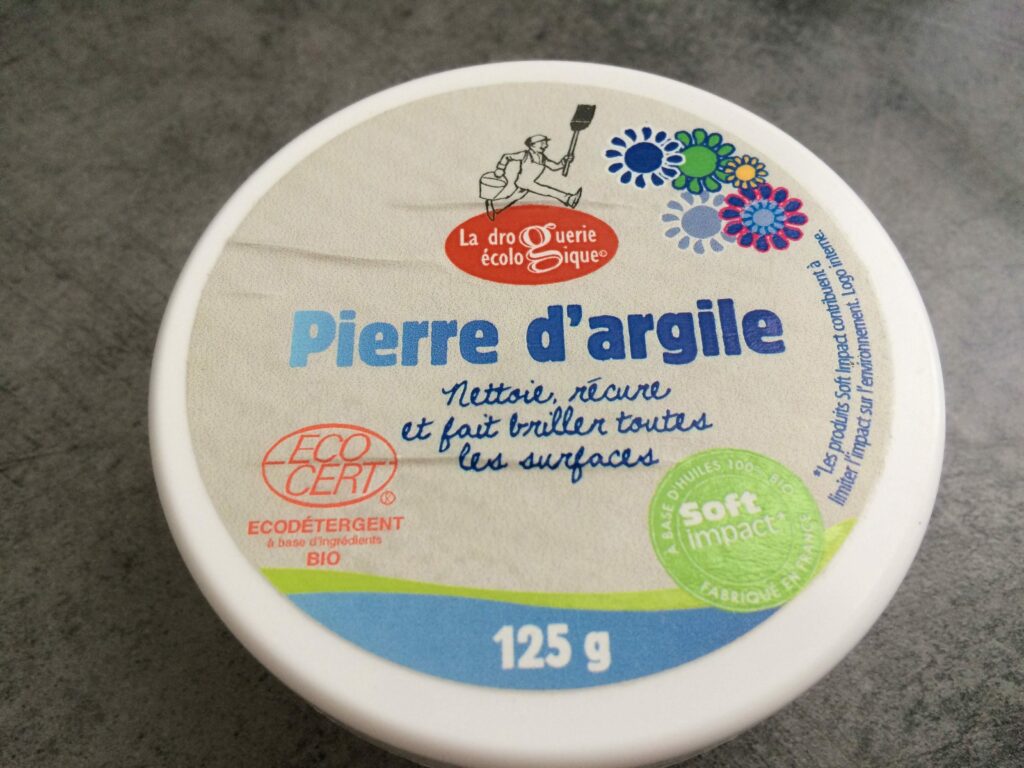 La droguerie
écologique©
Pierre d'argile
Nettoie, récure
et fait briller toutes
les surfaces
*Les produits Soft Impact contribuent à
limiter l'impact sur l'environnement. Logo interne.
ECO
CERT®
ECODÉTERGENT
à base d'ingrédients
BIO
À BASE D'HUILES 100% BIO
Soft
impact*
FABRIQUÉ EN FRANCE
125 g